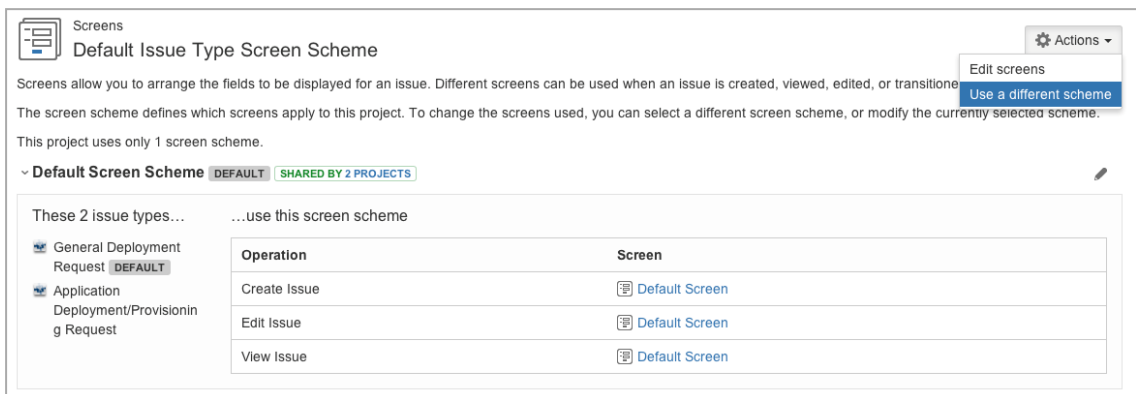 Screens
Default Issue Type Screen Scheme
Actions
Edit screens
Use a different scheme
Screens allow you to arrange the fields to be displayed for an issue. Different screens can be used when an issue is created, viewed, edited, or transitione
The screen scheme defines which screens apply to this project. To change the screens used, you can select a different screen scheme, or modify the currently selected scheme.
This project uses only 1 screen scheme.
Default Screen Scheme DEFAULT SHARED BY 2 PROJECTS
These 2 issue types…
General Deployment
Request DEFAULT
Application
Deployment/Provisionin
g Request
…use this screen scheme
Operation Screen
Create Issue Default Screen
Edit Issue Default Screen
View Issue Default Screen